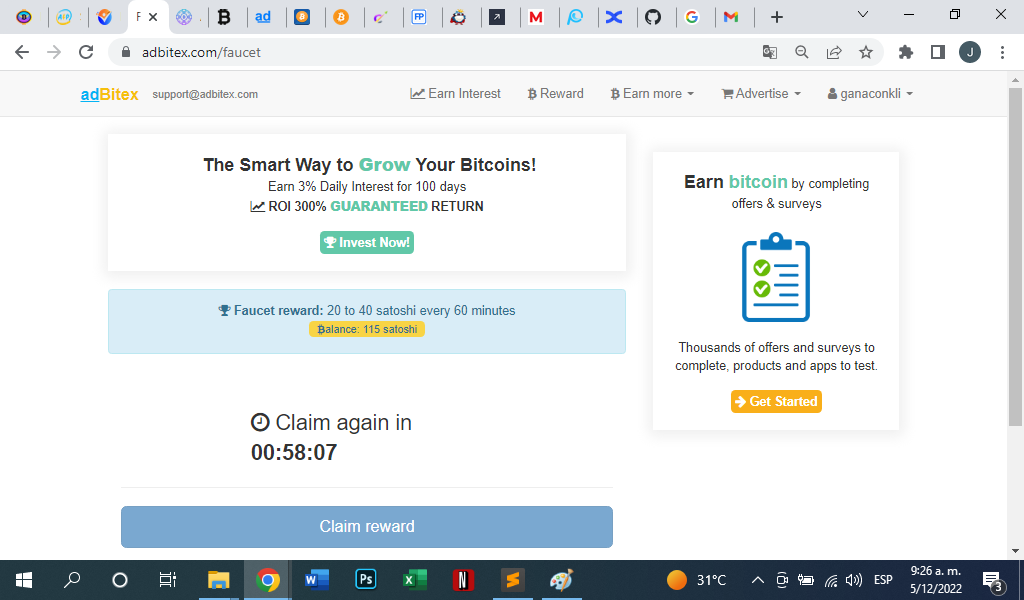 F
ad
FP
M
adbitex.com/faucet
J
adBitex
support@adbitex.com
Earn Interest
Reward
Earn more
Advertise
ganaconkli
The Smart Way to Grow Your Bitcoins!
Earn 3% Daily Interest for 100 days
ROI 300% GUARANTEED RETURN
Invest Now!
Faucet reward: 20 to 40 satoshi every 60 minutes
Balance: 115 satoshi
Claim again in
00:58:07
Claim reward
Earn bitcoin by completing
offers & surveys
Thousands of offers and surveys to
complete, products and apps to test.
Get Started
W
Ps
X
N
S
31°C
ESP
9:26 a. m.
5/12/2022
3